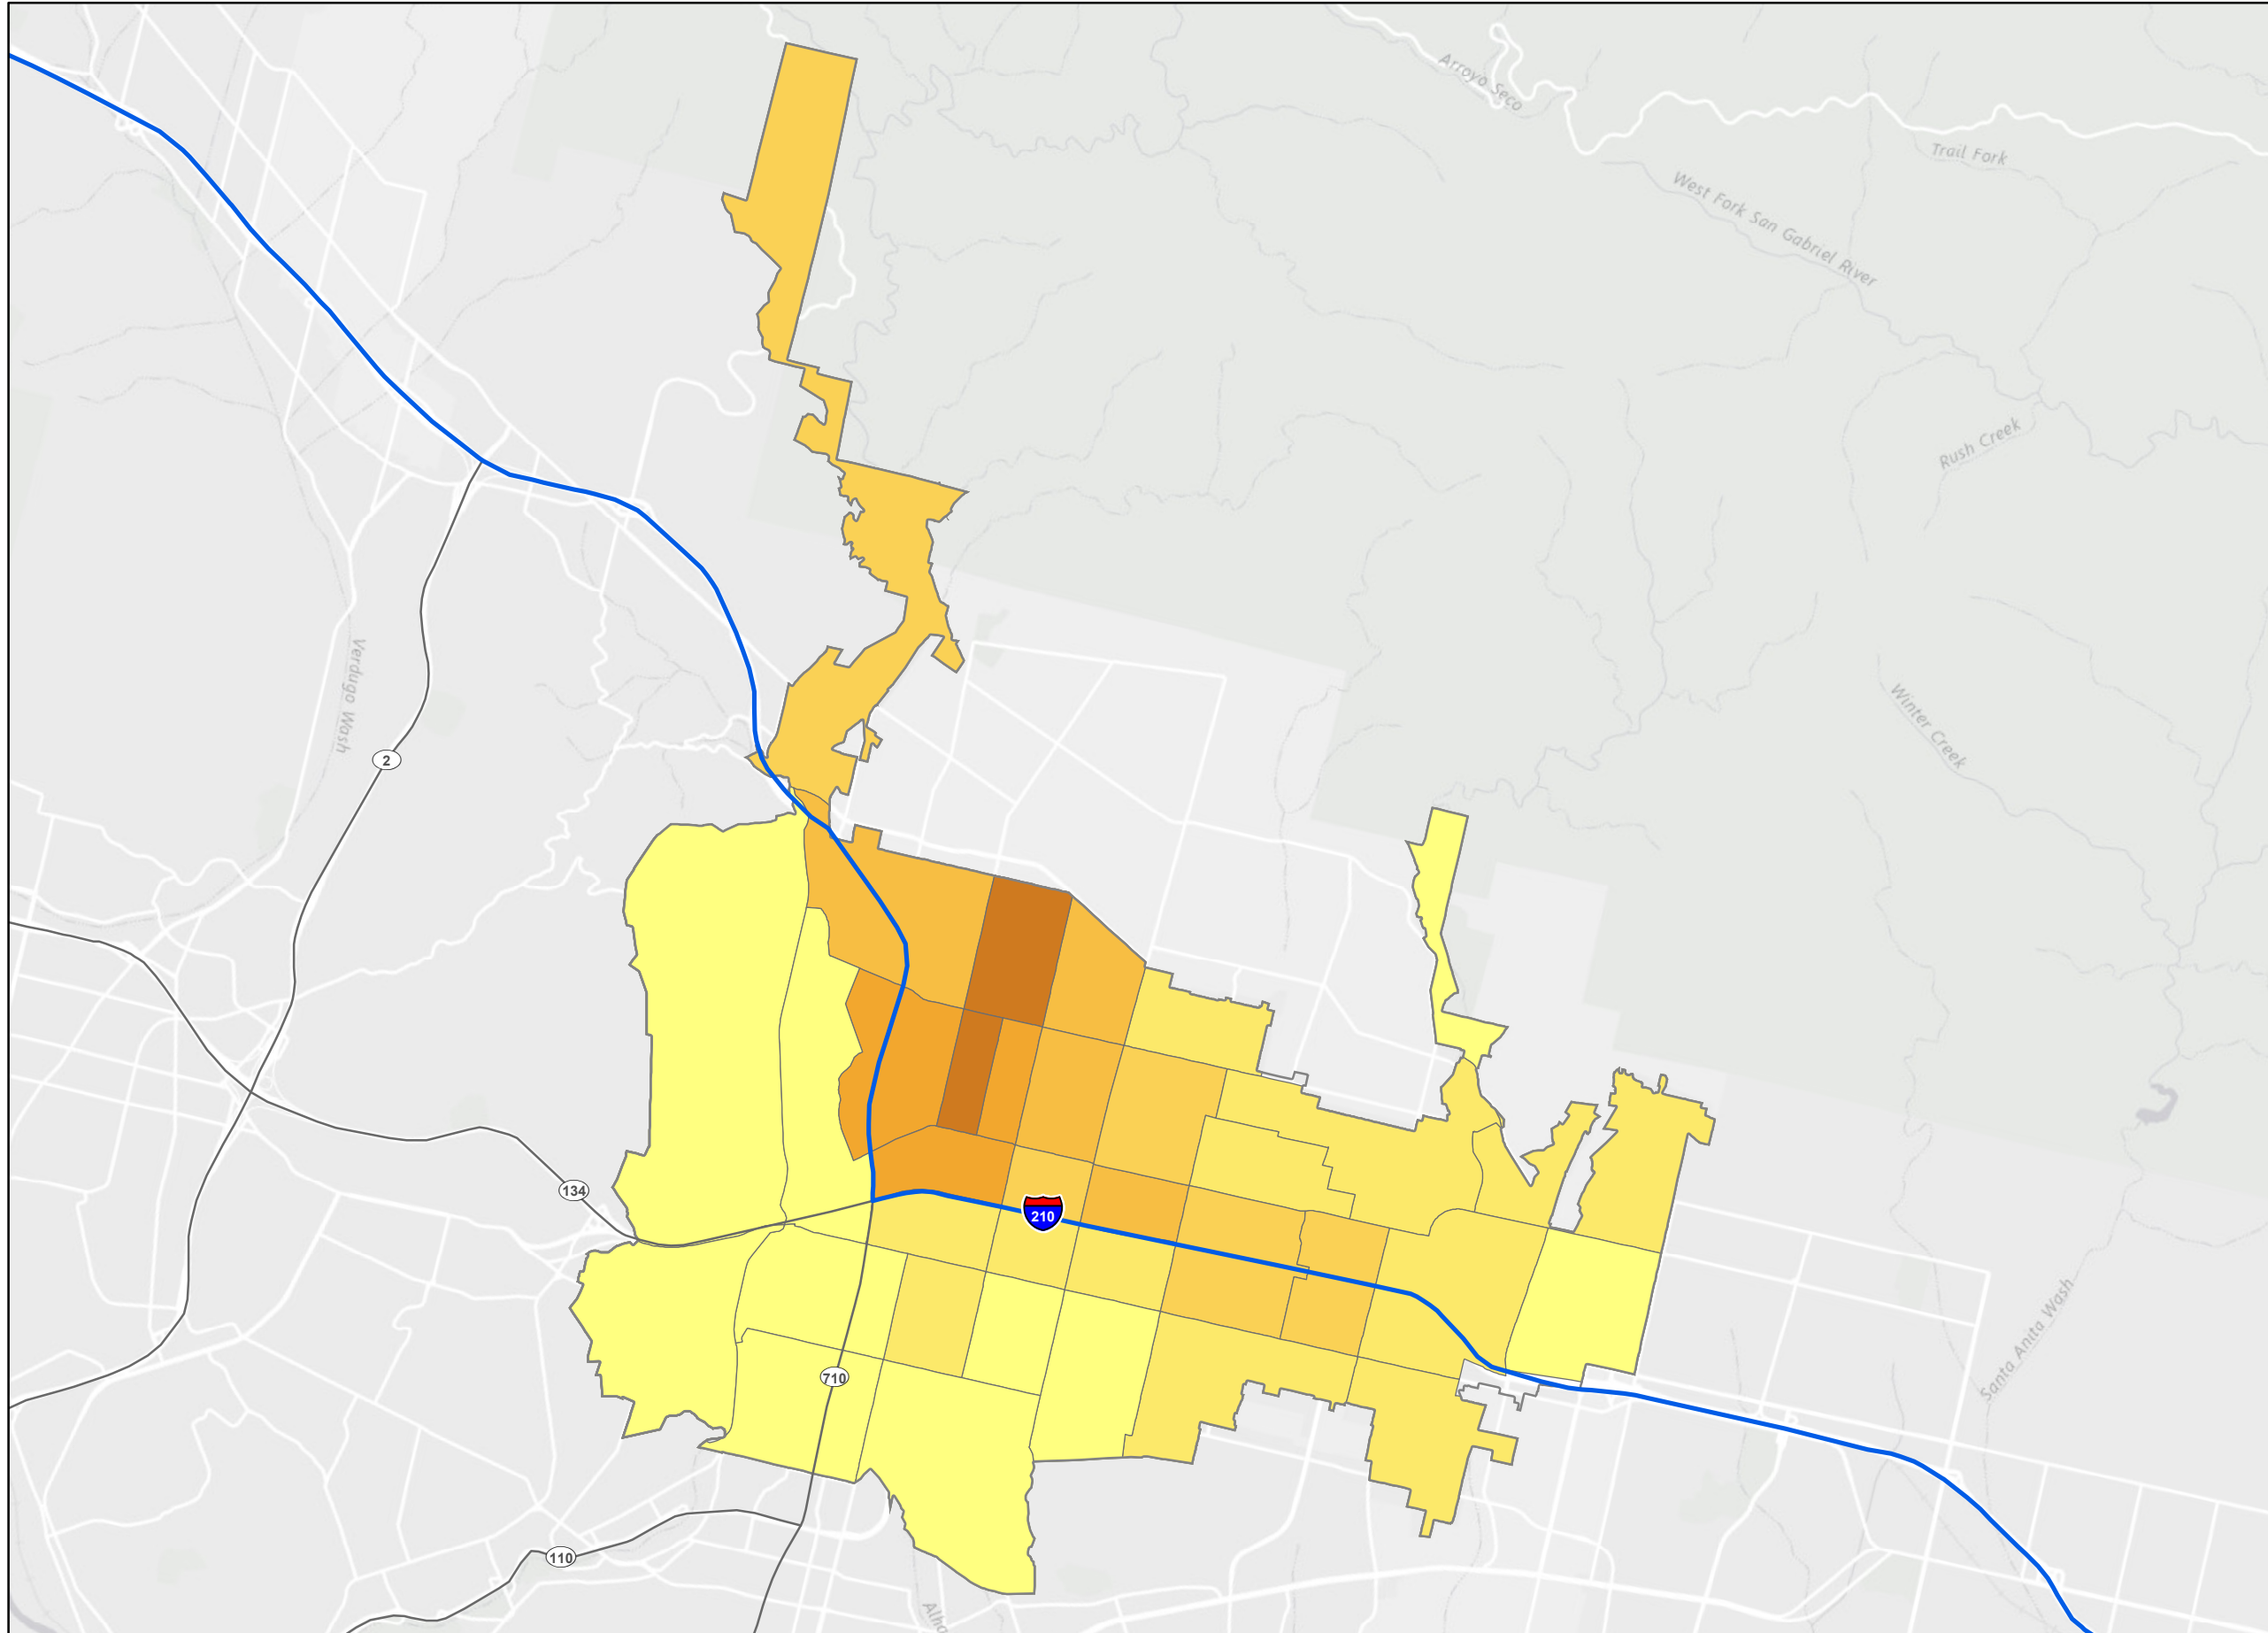 Arroyo Seco
Trail Fork
West Fork San Gabriel River
Rush Creek
Verdugo Wash
Winter Creek
2
134
210
Santa Anita Wash
710
110
Alha